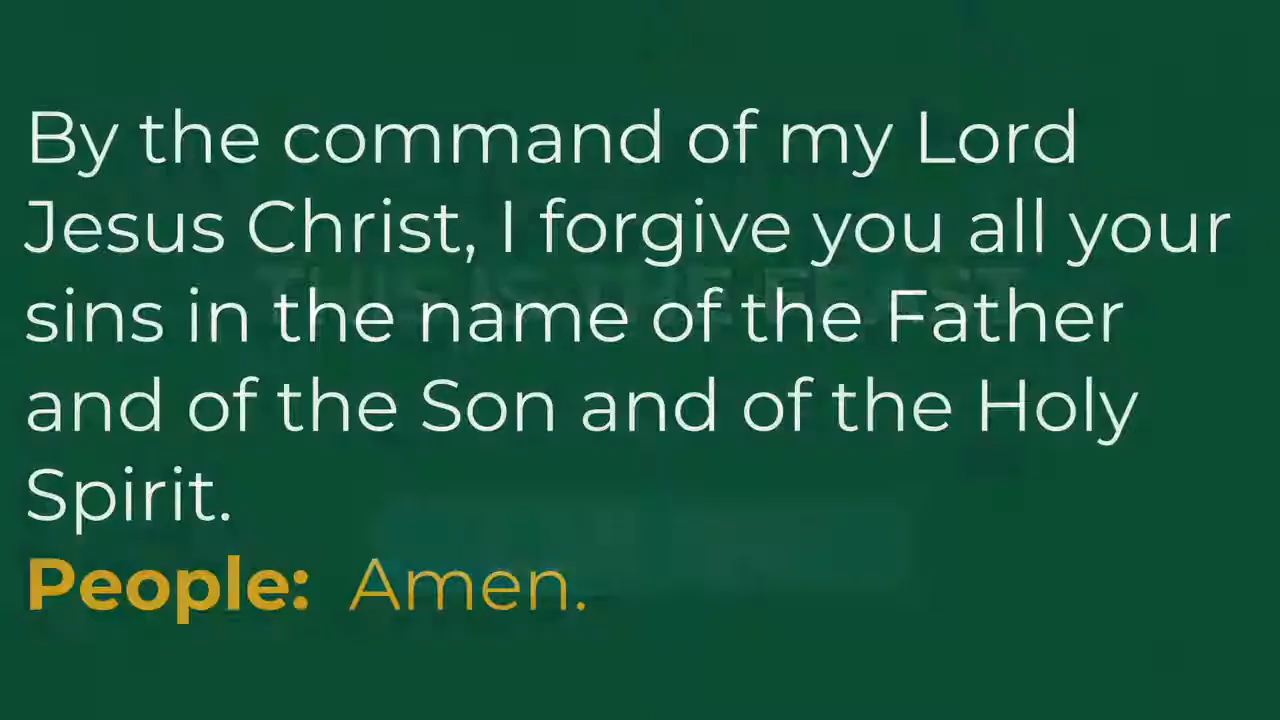 By the command of my Lord
Jesus Christ, I forgive you all your
sins in the name of the Father
and of the Son and of the Holy
Spirit.
People: Amen.